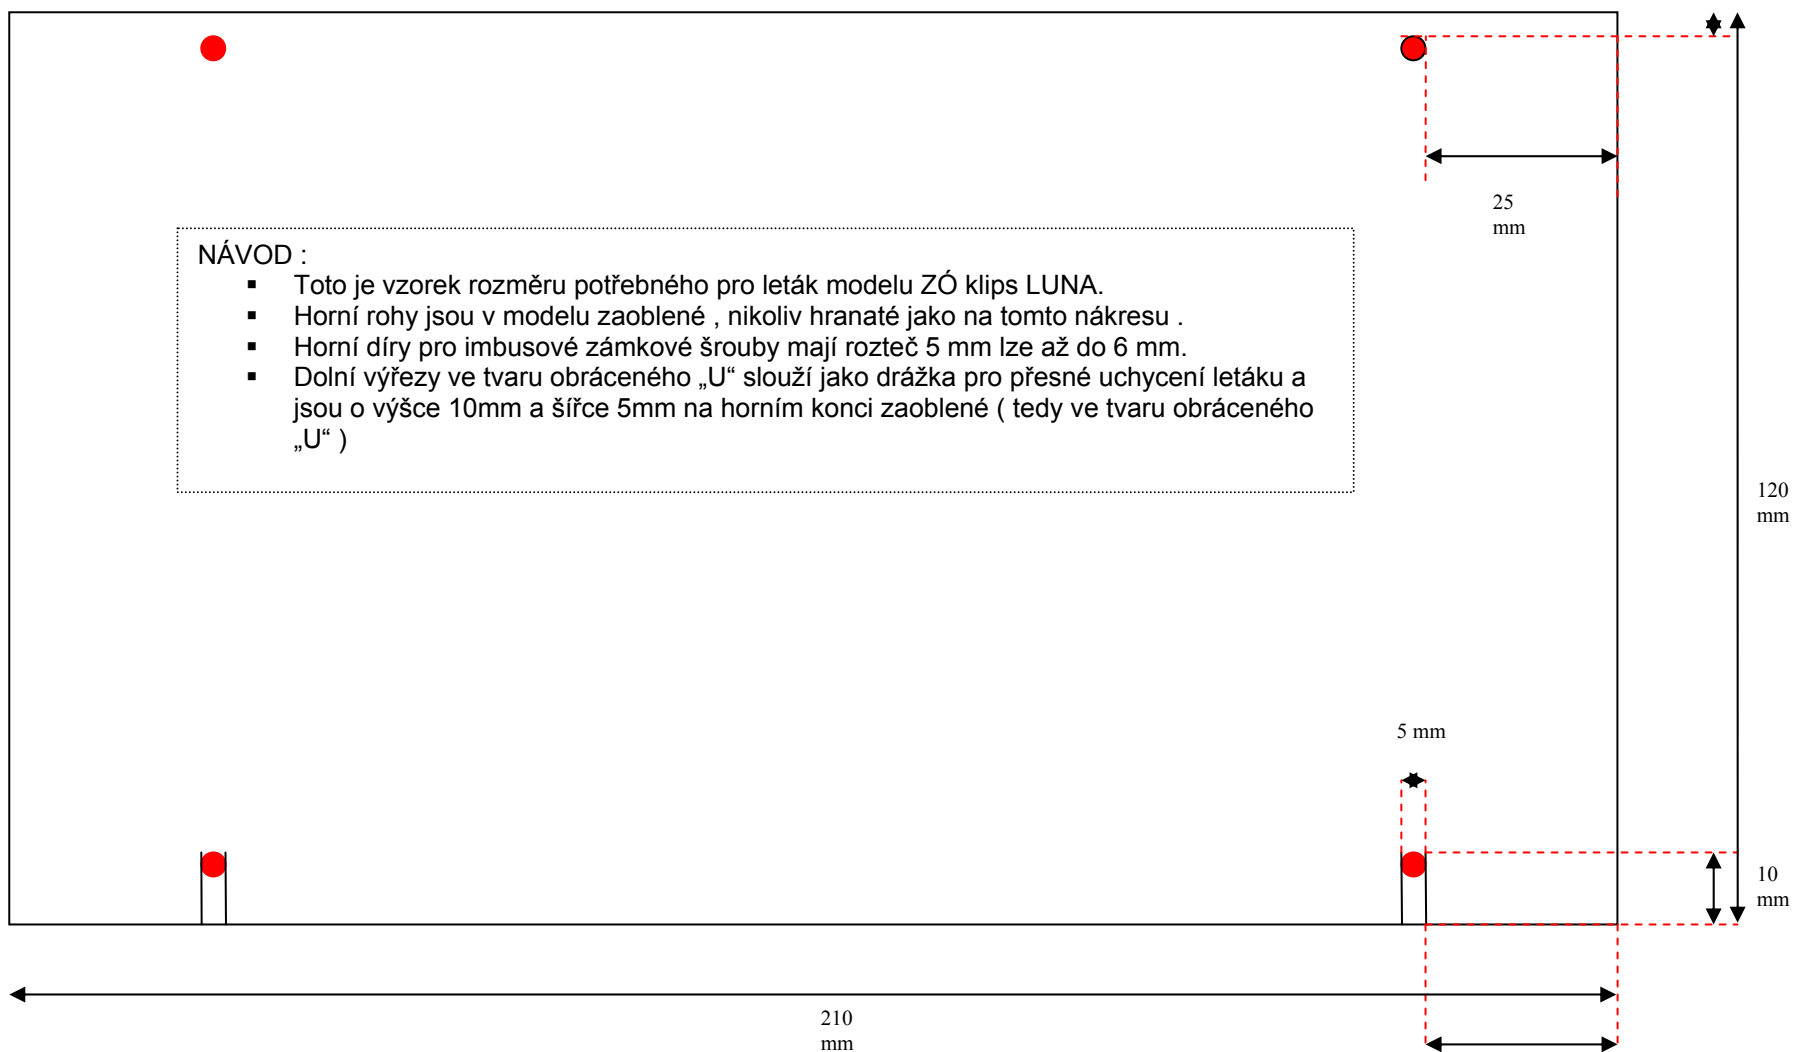 25
mm
NÁVOD :
▪ Toto je vzorek rozměru potřebného pro leták modelu ZÓ klips LUNA.
▪ Horní rohy jsou v modelu zaoblené , nikoliv hranaté jako na tomto nákresu .
▪ Horní díry pro imbusové zámkové šrouby mají rozteč 5 mm lze až do 6 mm.
▪ Dolní výřezy ve tvaru obráceného „U“ slouží jako drážka pro přesné uchycení letáku a
jsou o výšce 10mm a šířce 5mm na horním konci zaoblené ( tedy ve tvaru obráceného
„U“ )
120
mm
5 mm
10
mm
210
mm